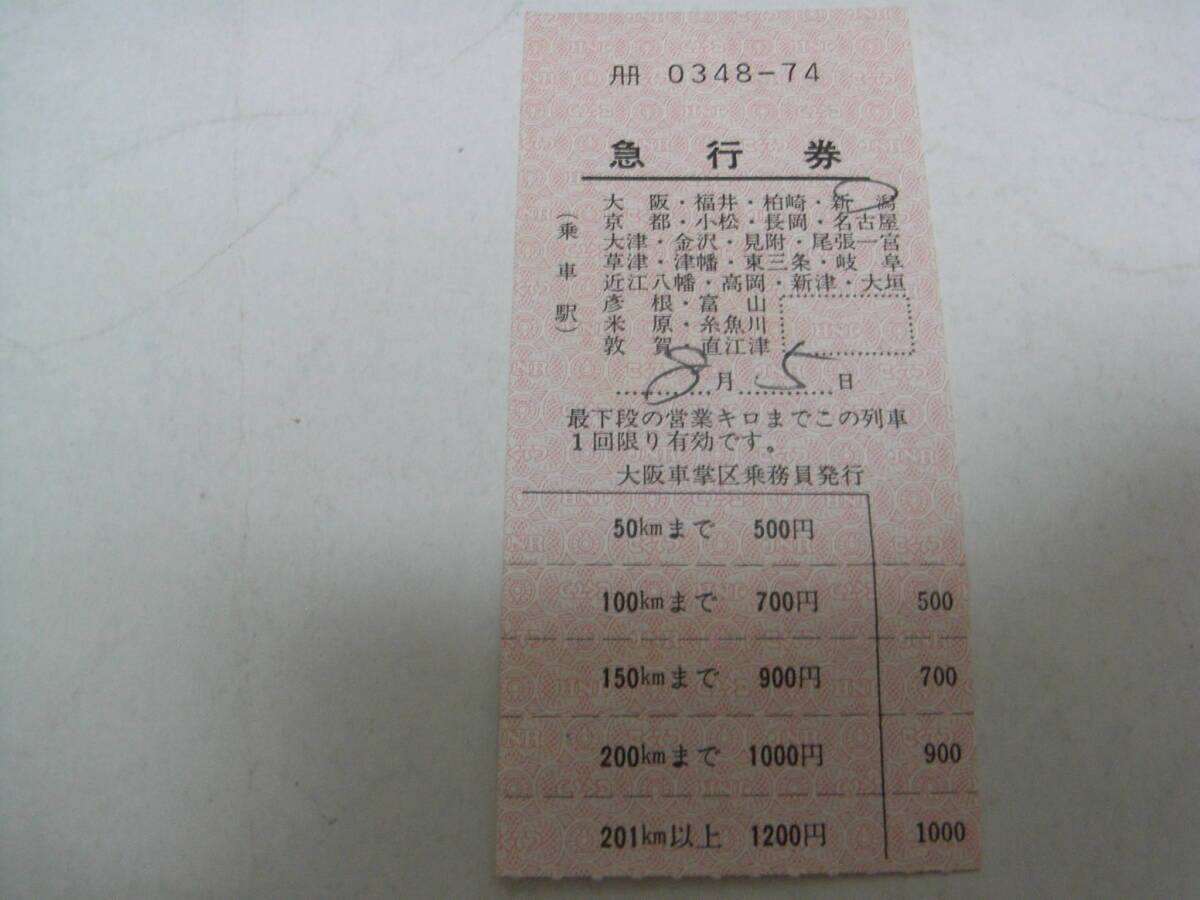 冊 0348-74
急行券
(乗車駅)
大阪・福井・柏崎・新潟
京都・小松・長岡・名古屋
大津・金沢・見附・尾張一宮
草津・津幡・東三条・岐阜
近江八幡・高岡・新津・大垣
彦根・富山
米原・糸魚川
敦賀・直江津
8月5日
最下段の営業キロまでこの列車
1回限り有効です。
大阪車掌区乗務員発行
50kmまで 500円
100kmまで 700円 500
150kmまで 900円 700
200kmまで 1000円 900
201km以上 1200円 1000